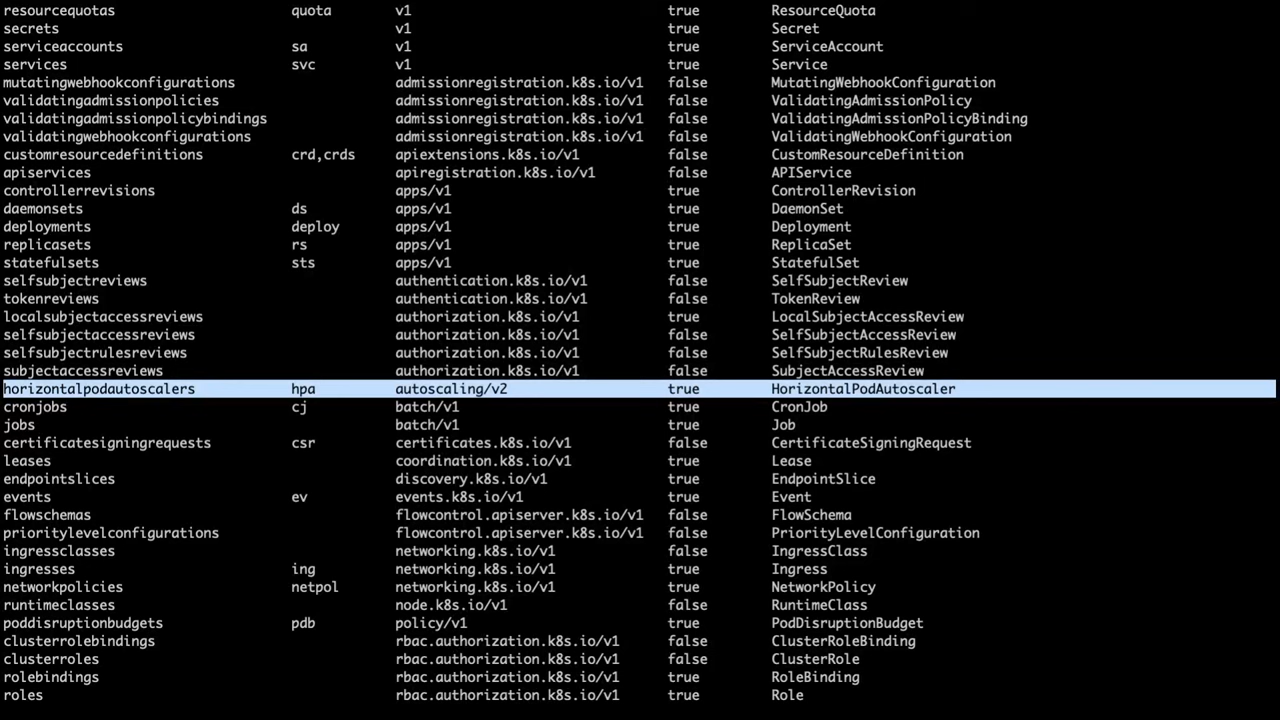 resourcequotas quota v1 true ResourceQuota
secrets v1 true Secret
serviceaccounts sa v1 true ServiceAccount
services svc v1 true Service
mutatingwebhookconfigurations admissionregistration.k8s.io/v1 false MutatingWebhookConfiguration
validatingadmissionpolicies admissionregistration.k8s.io/v1 false ValidatingAdmissionPolicy
validatingadmissionpolicybindings admissionregistration.k8s.io/v1 false ValidatingAdmissionPolicyBinding
validatingwebhookconfigurations admissionregistration.k8s.io/v1 false ValidatingWebhookConfiguration
customresourcedefinitions crd,crds apiextensions.k8s.io/v1 false CustomResourceDefinition
apiservices apiregistration.k8s.io/v1 false APIService
controllerrevisions apps/v1 true ControllerRevision
daemonsets ds apps/v1 true DaemonSet
deployments deploy apps/v1 true Deployment
replicasets rs apps/v1 true ReplicaSet
statefulsets sts apps/v1 true StatefulSet
selfsubjectreviews authentication.k8s.io/v1 false SelfSubjectReview
tokenreviews authentication.k8s.io/v1 false TokenReview
localsubjectaccessreviews authorization.k8s.io/v1 true LocalSubjectAccessReview
selfsubjectaccessreviews authorization.k8s.io/v1 false SelfSubjectAccessReview
selfsubjectrulesreviews authorization.k8s.io/v1 false SelfSubjectRulesReview
subjectaccessreviews authorization.k8s.io/v1 false SubjectAccessReview
horizontalpodautoscalers hpa autoscaling/v2 true HorizontalPodAutoscaler
cronjobs cj batch/v1 true CronJob
jobs batch/v1 true Job
certificatesigningrequests csr certificates.k8s.io/v1 false CertificateSigningRequest
leases coordination.k8s.io/v1 true Lease
endpointslices discovery.k8s.io/v1 true EndpointSlice
events ev events.k8s.io/v1 true Event
flowschemas flowcontrol.apiserver.k8s.io/v1 false FlowSchema
prioritylevelconfigurations flowcontrol.apiserver.k8s.io/v1 false PriorityLevelConfiguration
ingressclasses networking.k8s.io/v1 false IngressClass
ingresses ing networking.k8s.io/v1 true Ingress
networkpolicies netpol networking.k8s.io/v1 true NetworkPolicy
runtimeclasses node.k8s.io/v1 false RuntimeClass
poddisruptionbudgets pdb policy/v1 true PodDisruptionBudget
clusterrolebindings rbac.authorization.k8s.io/v1 false ClusterRoleBinding
clusterroles rbac.authorization.k8s.io/v1 false ClusterRole
rolebindings rbac.authorization.k8s.io/v1 true RoleBinding
roles rbac.authorization.k8s.io/v1 true Role